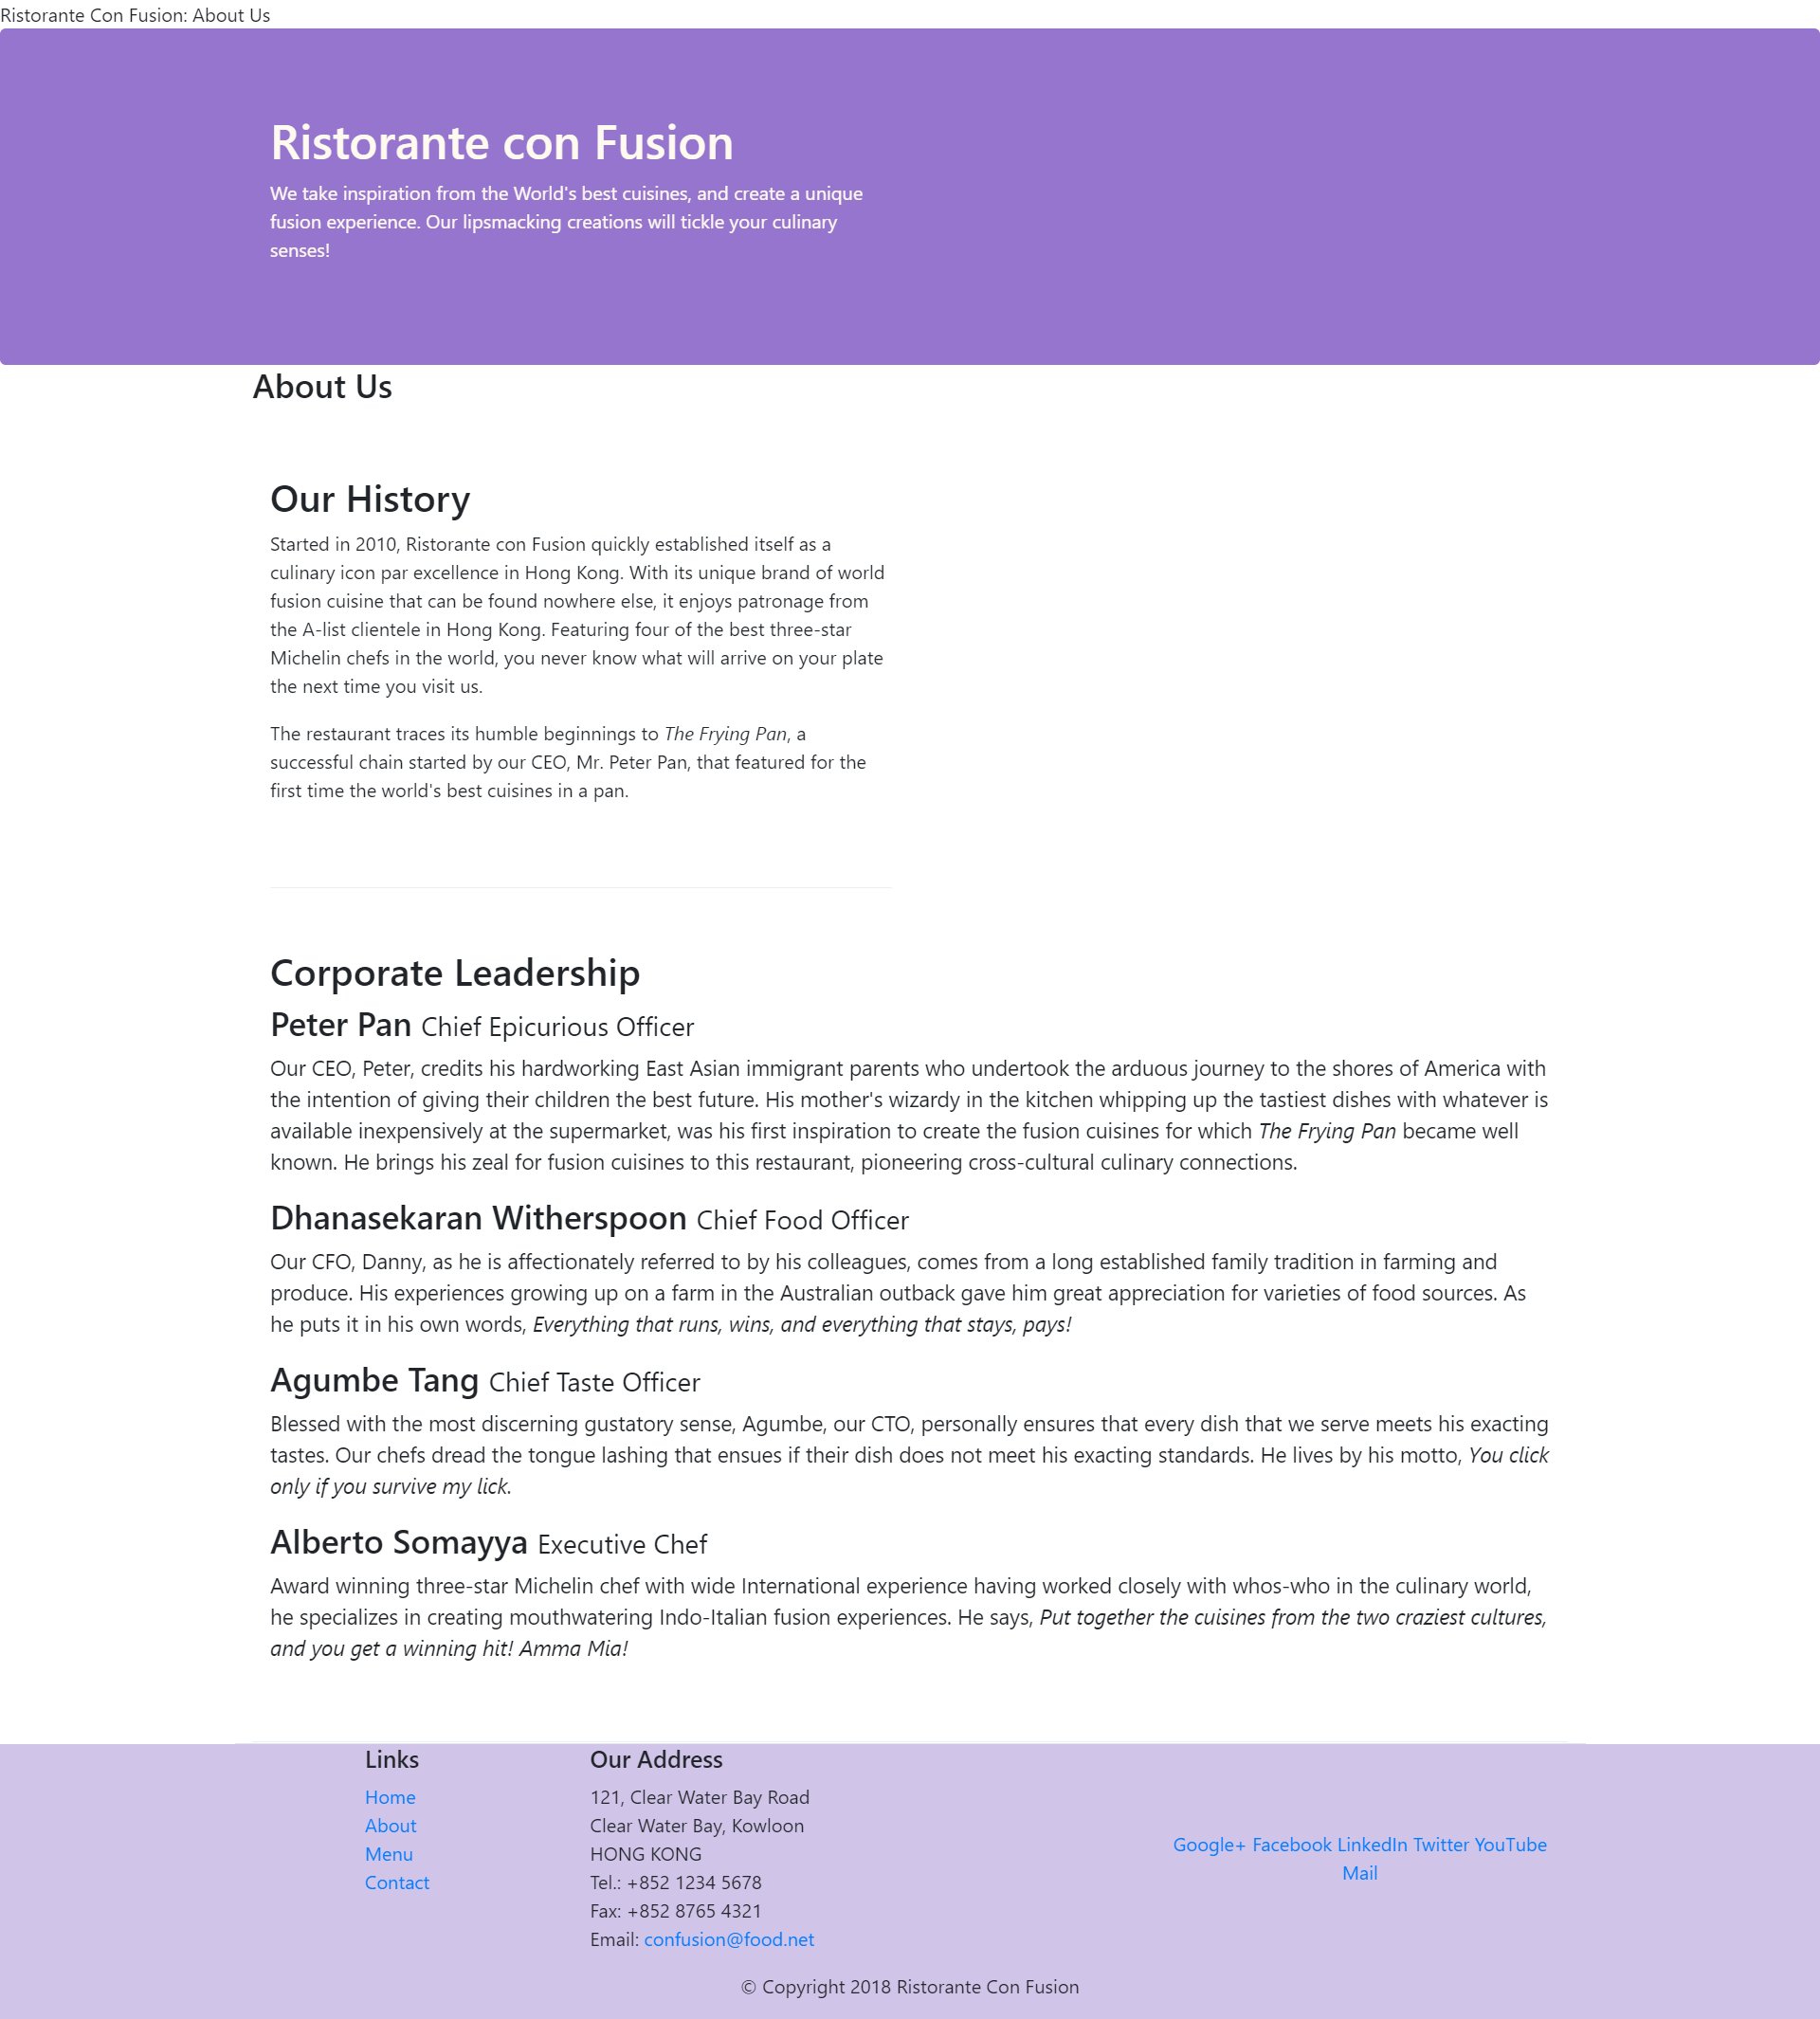 Ristorante Con Fusion: About Us
Ristorante con Fusion
We take inspiration from the World's best cuisines, and create a unique
fusion experience. Our lipsmacking creations will tickle your culinary
senses!
About Us
Our History
Started in 2010, Ristorante con Fusion quickly established itself as a
culinary icon par excellence in Hong Kong. With its unique brand of world
fusion cuisine that can be found nowhere else, it enjoys patronage from
the A-list clientele in Hong Kong. Featuring four of the best three-star
Michelin chefs in the world, you never know what will arrive on your plate
the next time you visit us.
The restaurant traces its humble beginnings to The Frying Pan, a
successful chain started by our CEO, Mr. Peter Pan, that featured for the
first time the world's best cuisines in a pan.
Corporate Leadership
Peter Pan Chief Epicurious Officer
Our CEO, Peter, credits his hardworking East Asian immigrant parents who undertook the arduous journey to the shores of America with
the intention of giving their children the best future. His mother's wizardy in the kitchen whipping up the tastiest dishes with whatever is
available inexpensively at the supermarket, was his first inspiration to create the fusion cuisines for which The Frying Pan became well
known. He brings his zeal for fusion cuisines to this restaurant, pioneering cross-cultural culinary connections.
Dhanasekaran Witherspoon Chief Food Officer
Our CFO, Danny, as he is affectionately referred to by his colleagues, comes from a long established family tradition in farming and
produce. His experiences growing up on a farm in the Australian outback gave him great appreciation for varieties of food sources. As
he puts it in his own words, Everything that runs, wins, and everything that stays, pays!
Agumbe Tang Chief Taste Officer
Blessed with the most discerning gustatory sense, Agumbe, our CTO, personally ensures that every dish that we serve meets his exacting
tastes. Our chefs dread the tongue lashing that ensues if their dish does not meet his exacting standards. He lives by his motto, You click
only if you survive my lick.
Alberto Somayya Executive Chef
Award winning three-star Michelin chef with wide International experience having worked closely with whos-who in the culinary world,
he specializes in creating mouthwatering Indo-Italian fusion experiences. He says, Put together the cuisines from the two craziest cultures,
and you get a winning hit! Amma Mia!
Links
Home
About
Menu
Contact
Our Address
121, Clear Water Bay Road
Clear Water Bay, Kowloon
HONG KONG
Tel.: +852 1234 5678
Fax: +852 8765 4321
Email: confusion@food.net
Google+ Facebook LinkedIn Twitter YouTube
Mail
© Copyright 2018 Ristorante Con Fusion